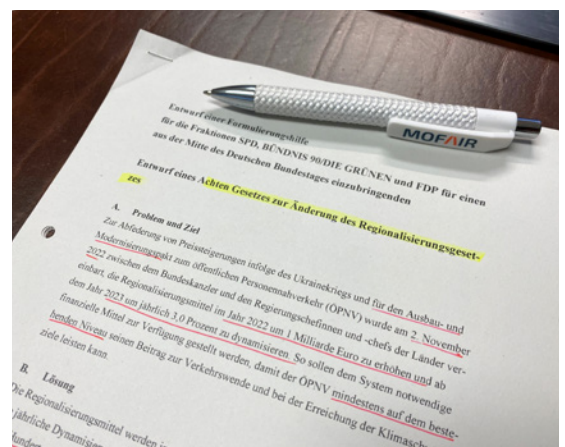 MOFAIR
Entwurf einer Formulierungshilfe
für die Fraktionen SPD, BÜNDNIS 90/DIE GRÜNEN und FDP für einen
aus der Mitte des Deutschen Bundestages einzubringenden
Entwurf eines Achten Gesetzes zur Änderung des Regionalisierungsgeset-
zes
A. Problem und Ziel
Zur Abfederung von Preissteigerungen infolge des Ukrainekriegs und für den Ausbau- und
Modernisierungspakt zum öffentlichen Personennahverkehr (ÖPNV) wurde am 2. November
2022 zwischen dem Bundeskanzler und den Regierungschefinnen und -chefs der Länder ver-
einbart, die Regionalisierungsmittel im Jahr 2022 um 1 Milliarde Euro zu erhöhen und ab
dem Jahr 2023 um jährlich 3,0 Prozent zu dynamisieren. So sollen dem System notwendige
finanzielle Mittel zur Verfügung gestellt werden, damit der ÖPNV mindestens auf dem beste-
henden Niveau seinen Beitrag zur Verkehrswende und bei der Erreichung der Klimasch-
ziele leisten kann.
B. Lösung
Die Regionalisierungsmittel werden
jährliche